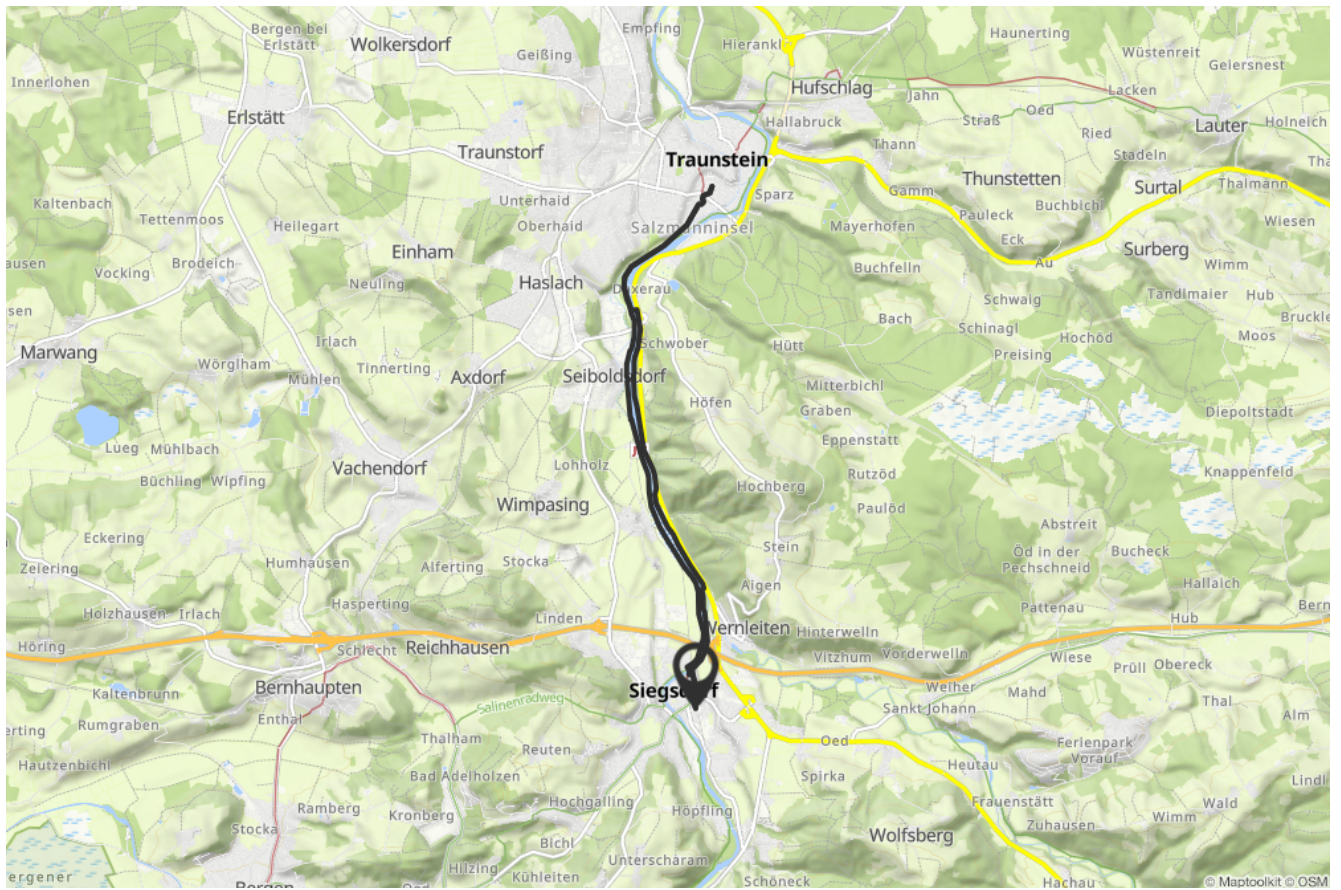 Bergen bei
Erlstätt
Wolkersdorf
Geißing
Empfing
Hierankl
Haunerting
Wüstenreit
Geiersnest
Innerlohen
Hufschlag
Jahn
Oed
Lacken
Erlstätt
Straß
Hallabruck
Ried
Lauter
Holneich
Traunstorf
Traunstein
Thann
Stadeln
Thunstetten
Surtal
Thalmann
Kaltenbach
Tettenmoos
Heilegart
Unterhaid
Oberhaid
Sparz
Gamm
Pauleck
Buchbichl
Salzmanninsel
Mayerhofen
Eck
Surberg
Wiesen
Einham
Vocking
Brodeich
Neuling
Haslach
Buchfelln
Au
Wimm
Tandlmaier
Hub
Schwaig
Bach
Schinagl
Hochöd
Moos
Marwang
Irlach
Wörglham
Tinnerting
Schwober
Hütt
Preising
Mühlen
Axdorf
Seiboldsdorf
Höfen
Mitterbichl
Graben
Diepoltstadt
Lueg
Mühlbach
Eppenstatt
Büchling
Wipfing
Vachendorf
Lohholz
Hochberg
Rutzöd
Knappenfeld
Wimpasing
Pauлöd
Abstreit
Eckering
Zeiering
Humhausen
Alferting
Stocka
Stein
Öd in der
Pechschneid
Bucheck
Hallaich
Aigen
Holzhausen
Irlach
Hasperting
Linden
Wernleiten
Hinterwelln
Pattenau
Hub
Höring
Schlecht
Reichhausen
Vitzhum
Vorderwelln
Wiese
Prüll
Obereck
Kaltenbrunn
Bernhaupten
Siegsdorf
Weiher
Mahd
Rumgraben
Enthal
Salinenradweg
Sankt Johann
Thal
Alm
Hautzenbichl
Thalham
Reuten
Oed
Ferienpark
Vorauf
Bad Adelholzen
Spirka
Heutau
Ramberg
Kronberg
Hochgalling
Höpfling
Frauenstätt
Wald
Stocka
Bichl
Wolfsberg
Zuhausen
Wimm
Hilzing
Unterscharam
Kühleiten
Schöneck
Hachau
© Maptoolkit © OSM